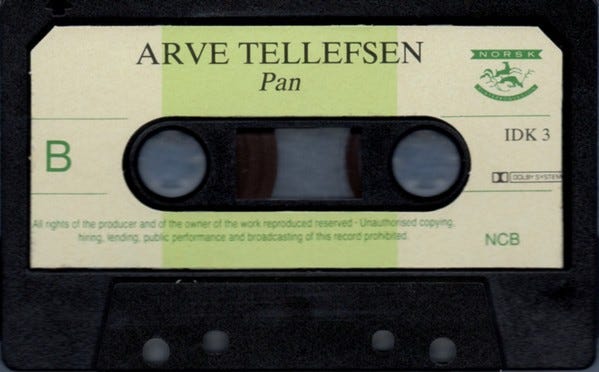 ARVE TELLEFSEN
Pan
NORSK
IDK 3
B
DOLBY SYSTEM
All rights of the producer and of the owner of the work reproduced reserved - Unauthorised copying,
hiring, lending, public performance and broadcasting of this record prohibited.
NCB